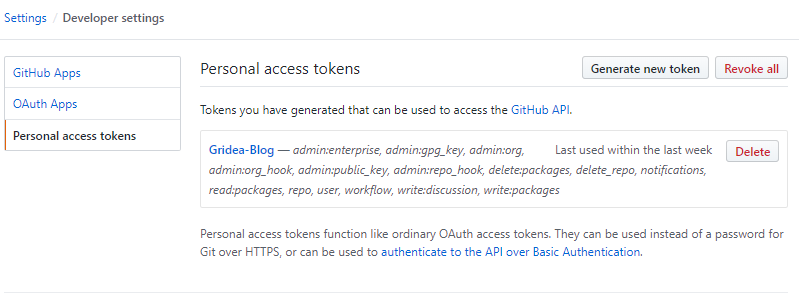 Settings / Developer settings
GitHub Apps
OAuth Apps
Personal access tokens
Personal access tokens
Generate new token
Revoke all
Tokens you have generated that can be used to access the GitHub API.
Gridea-Blog — admin:enterprise, admin:gpg_key, admin:org,
admin:org_hook, admin:public_key, admin:repo_hook, delete:packages, delete_repo, notifications,
read:packages, repo, user, workflow, write:discussion, write:packages
Last used within the last week
Delete
Personal access tokens function like ordinary OAuth access tokens. They can be used instead of a password for
Git over HTTPS, or can be used to authenticate to the API over Basic Authentication.